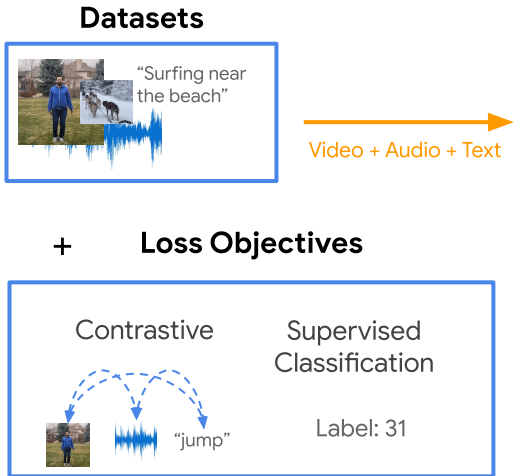 Datasets
“Surfing near
the beach”
Video + Audio + Text
+ Loss Objectives
Contrastive
Supervised
Classification
“jump”
Label: 31